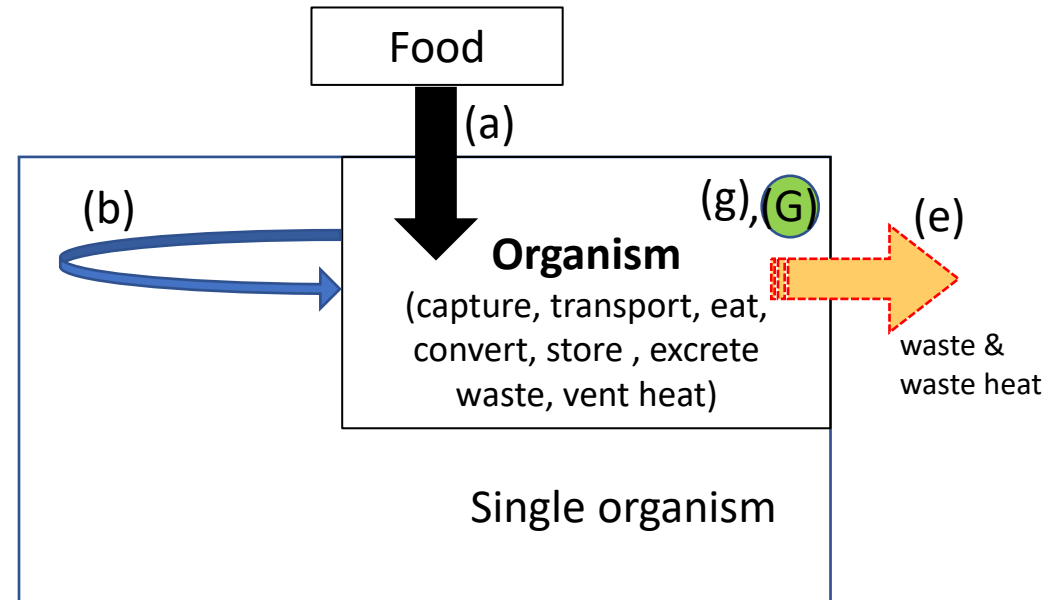 Food
(a)
(b)
(g),(G)
(e)
Organism
(capture, transport, eat,
convert, store , excrete
waste, vent heat)
waste &
waste heat
Single organism